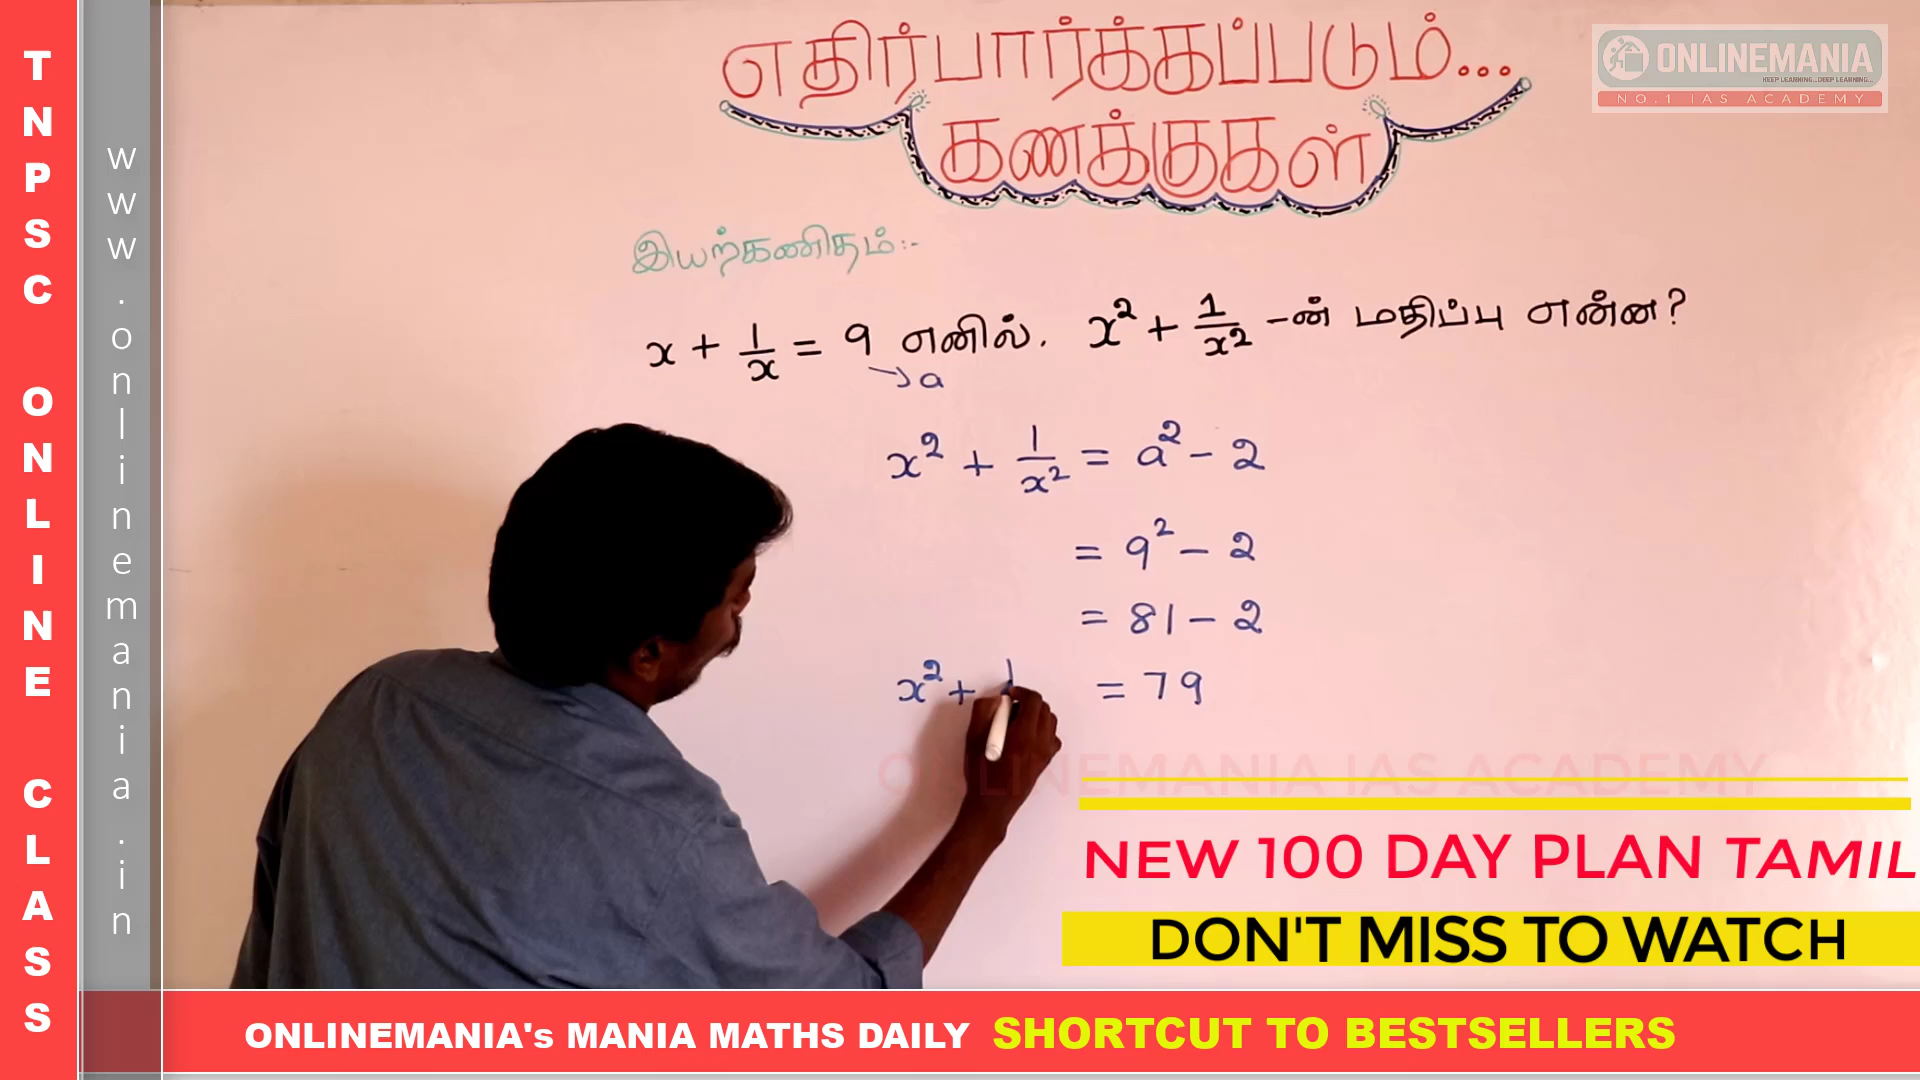 TNPSC ONLINE CLASS
www.onlinemania.in
ONLINEMANIA
KEEP LEARNING...DEEP LEARNING...
NO.1 IAS ACADEMY
எதிர்பார்க்கப்படும்...
கணக்குகள்
இயற்கணிதம்:-
x + 1/x = 9 எனில். x² + 1/x² -ன் மதிப்பு என்ன?
→ a
x² + 1/x² = a² - 2
= 9² - 2
= 81 - 2
x² + 1 = 79
ONLINEMANIA IAS ACADEMY
NEW 100 DAY PLAN TAMIL
DON'T MISS TO WATCH
ONLINEMANIA's MANIA MATHS DAILY SHORTCUT TO BESTSELLERS